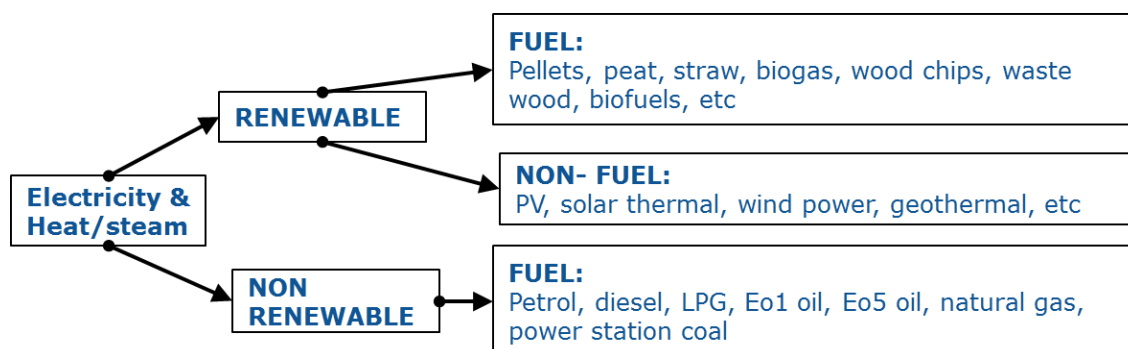 FUEL:
Pellets, peat, straw, biogas, wood chips, waste
wood, biofuels, etc
RENEWABLE
NON- FUEL:
PV, solar thermal, wind power, geothermal, etc
Electricity &
Heat/steam
NON
RENEWABLE
FUEL:
Petrol, diesel, LPG, Eo1 oil, Eo5 oil, natural gas,
power station coal